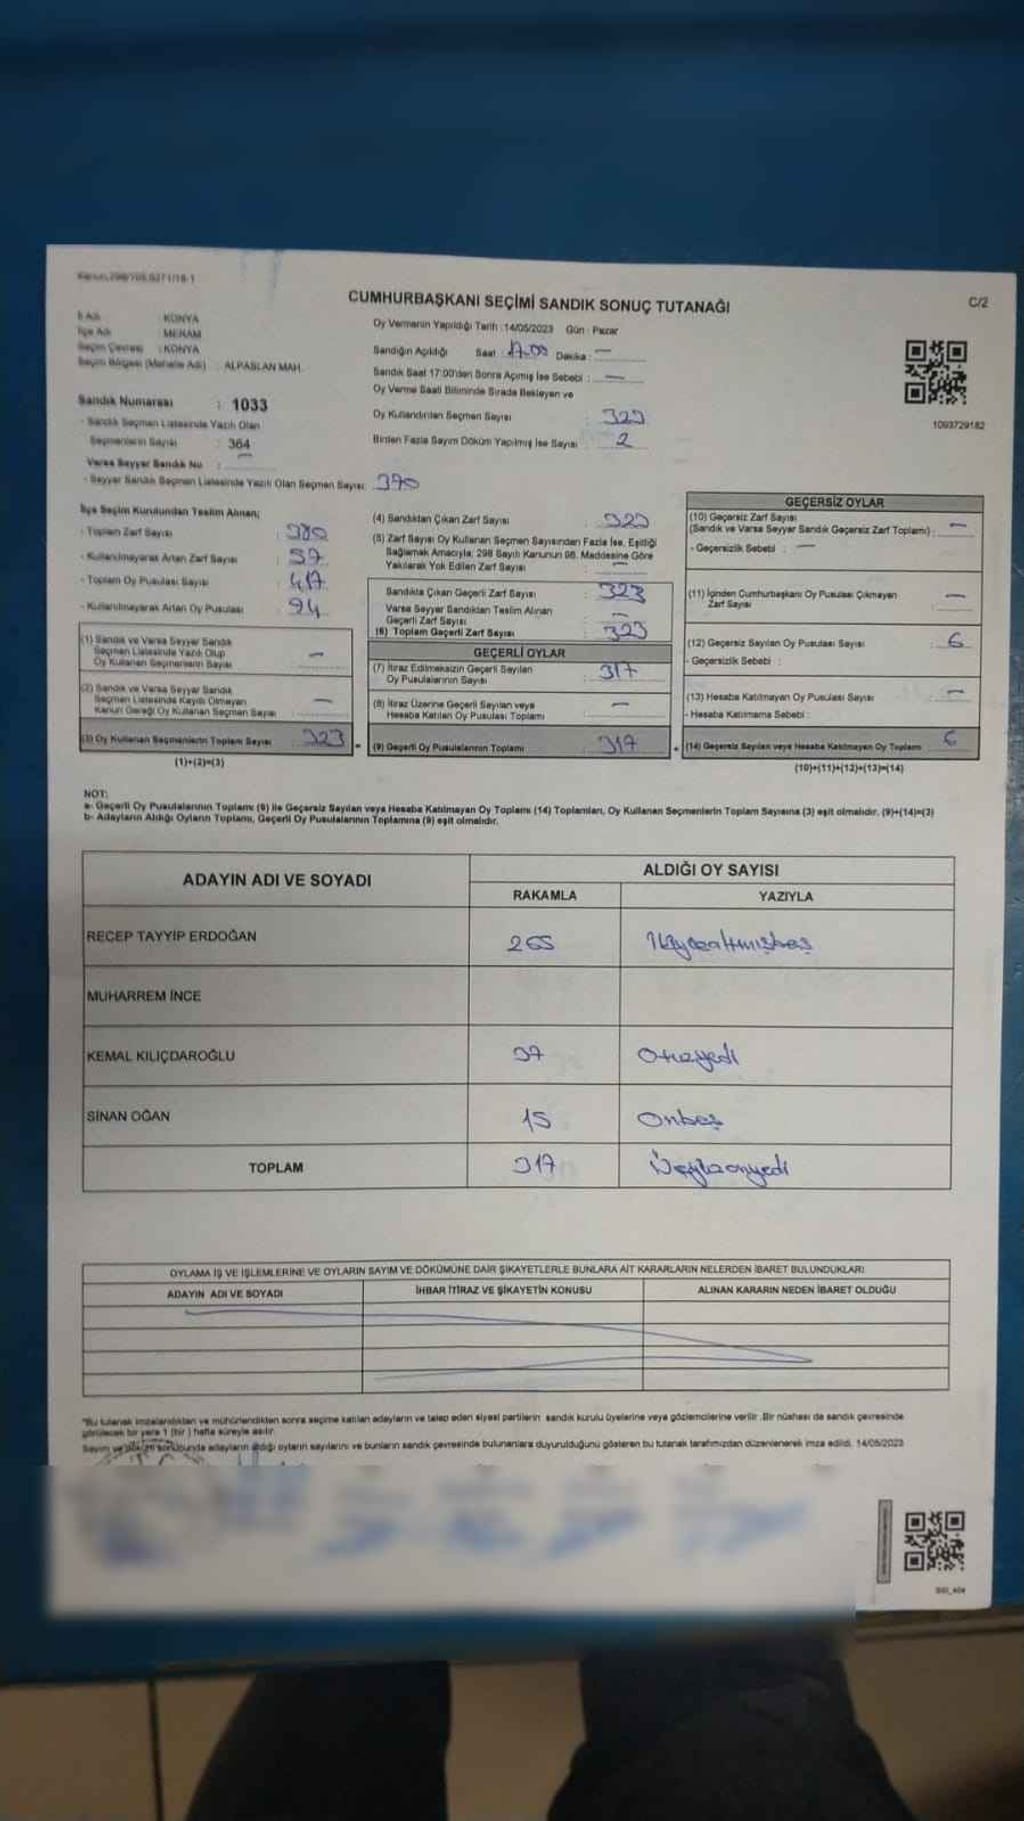 CUMHURBAŞKANI SEÇİMİ SANDIK SONUÇ TUTANAĞI
C/2
İl Adı : KONYA
İlçe Adı : MERAM
Seçim Çevresi : KONYA
Seçim Bölgesi (Mahalle Adı) : ALPASLAN MAH.
Sandık Numarası : 1033
- Sandık Seçmen Listesinde Yazılı Olan
Seçmenlerin Sayısı : 364
Varsa Seyyar Sandık No : —
- Seyyar Sandık Seçmen Listesinde Yazılı Olan Seçmen Sayısı: 370
Oy Vermenin Yapıldığı Tarih :14/05/2023 Gün : Pazar
Sandığın Açıldığı Saat : 17.00 Dakika : —
Sandık Saat 17:00'den Sonra Açımış İse Sebebi : —
Oy Verme Saati Bitiminde Sırada Bekleyen ve
Oy Kullandırılan Seçmen Sayısı : 323
Birden Fazla Sayım Döküm Yapılmış İse Sayısı : 2
1093729182
İlçe Seçim Kurulundan Teslim Alınan;
- Toplam Zarf Sayısı : 380
- Kullanılmayarak Artan Zarf Sayısı : 57
- Toplam Oy Pusulası Sayısı : 417
- Kullanılmayarak Artan Oy Pusulası : 94
(1) Sandık ve Varsa Seyyar Sandık
Seçmen Listesinde Yazılı Olup
Oy Kullanan Seçmenlerin Sayısı : —
(2) Sandık ve Varsa Seyyar Sandık
Seçmen Listesinde Kayıtlı Olmayan
Kanun Gereği Oy Kullanan Seçmen Sayısı : —
(3) Oy Kullanan Seçmenlerin Toplam Sayısı : 323
(1)+(2)=(3)
(4) Sandıktan Çıkan Zarf Sayısı : 323
(5) Zarf Sayısı Oy Kullanan Seçmen Sayısından Fazla İse, Eşitliği
Sağlamak Amacıyla; 298 Sayılı Kanunun 98. Maddesine Göre
Yakılarak Yok Edilen Zarf Sayısı : —
Sandıkta Çıkan Geçerli Zarf Sayısı : 323
Varsa Seyyar Sandıktan Teslim Alınan
Geçerli Zarf Sayısı : —
(6) Toplam Geçerli Zarf Sayısı : 323
GEÇERLİ OYLAR
(7) İtiraz Edilmeksizin Geçerli Sayılan
Oy Pusulalarının Sayısı : 317
(8) İtiraz Üzerine Geçerli Sayılan veya
Hesaba Katılan Oy Pusulası Toplamı : —
(9) Geçerli Oy Pusulalarının Toplamı : 317
GEÇERSİZ OYLAR
(10) Geçersiz Zarf Sayısı
(Sandık ve Varsa Seyyar Sandık Geçersiz Zarf Toplamı) : —
- Geçersizlik Sebebi : —
(11) İçinden Cumhurbaşkanı Oy Pusulası Çıkmayan
Zarf Sayısı : —
(12) Geçersiz Sayılan Oy Pusulası Sayısı : 6
- Geçersizlik Sebebi :
(13) Hesaba Katılmayan Oy Pusulası Sayısı : —
- Hesaba Katılmama Sebebi :
(14) Geçersiz Sayılan veya Hesaba Katılmayan Oy Toplamı : 6
(10)+(11)+(12)+(13)=(14)
NOT:
a- Geçerli Oy Pusulalarının Toplamı (9) ile Geçersiz Sayılan veya Hesaba Katılmayan Oy Toplamı (14) Toplamları, Oy Kullanan Seçmenlerin Toplam Sayısına (3) eşit olmalıdır. (9)+(14)=(3)
b- Adayların Aldığı Oyların Toplamı, Geçerli Oy Pusulalarının Toplamına (9) eşit olmalıdır.
ADAYIN ADI VE SOYADI ALDIĞI OY SAYISI
RAKAMLA YAZIYLA
RECEP TAYYİP ERDOĞAN 265 İkiyüzaltmışbeş
MUHARREM İNCE
KEMAL KILIÇDAROĞLU 37 Otuzyedi
SİNAN OĞAN 15 Onbeş
TOPLAM 317 Üçyüzonyedi
OYLAMA İŞ VE İŞLEMLERİNE VE OYLARIN SAYIM VE DÖKÜMÜNE DAİR ŞİKAYETLERLE BUNLARA AİT KARARLARIN NELERDEN İBARET BULUNDUKLARI
ADAYIN ADI VE SOYADI İHBAR İTİRAZ VE ŞİKAYETİN KONUSU ALINAN KARARIN NEDEN İBARET OLDUĞU
"Bu tutanak imzalandıktan ve mühürlendikten sonra seçime katılan adayların ve talep eden siyasi partilerin sandık kurulu üyelerine veya gözlemcilerine verilir. Bir nüshası da sandık çevresinde
görülecek bir yere 1 (bir) hafta süreyle asılır.
Sayım ve döküm sonucunda adayların aldığı oyların sayılarını ve bunların sandık çevresinde bulunanlara duyurulduğunu gösteren bu tutanak tarafımızdan düzenlenerek imza edildi. 14/05/2023